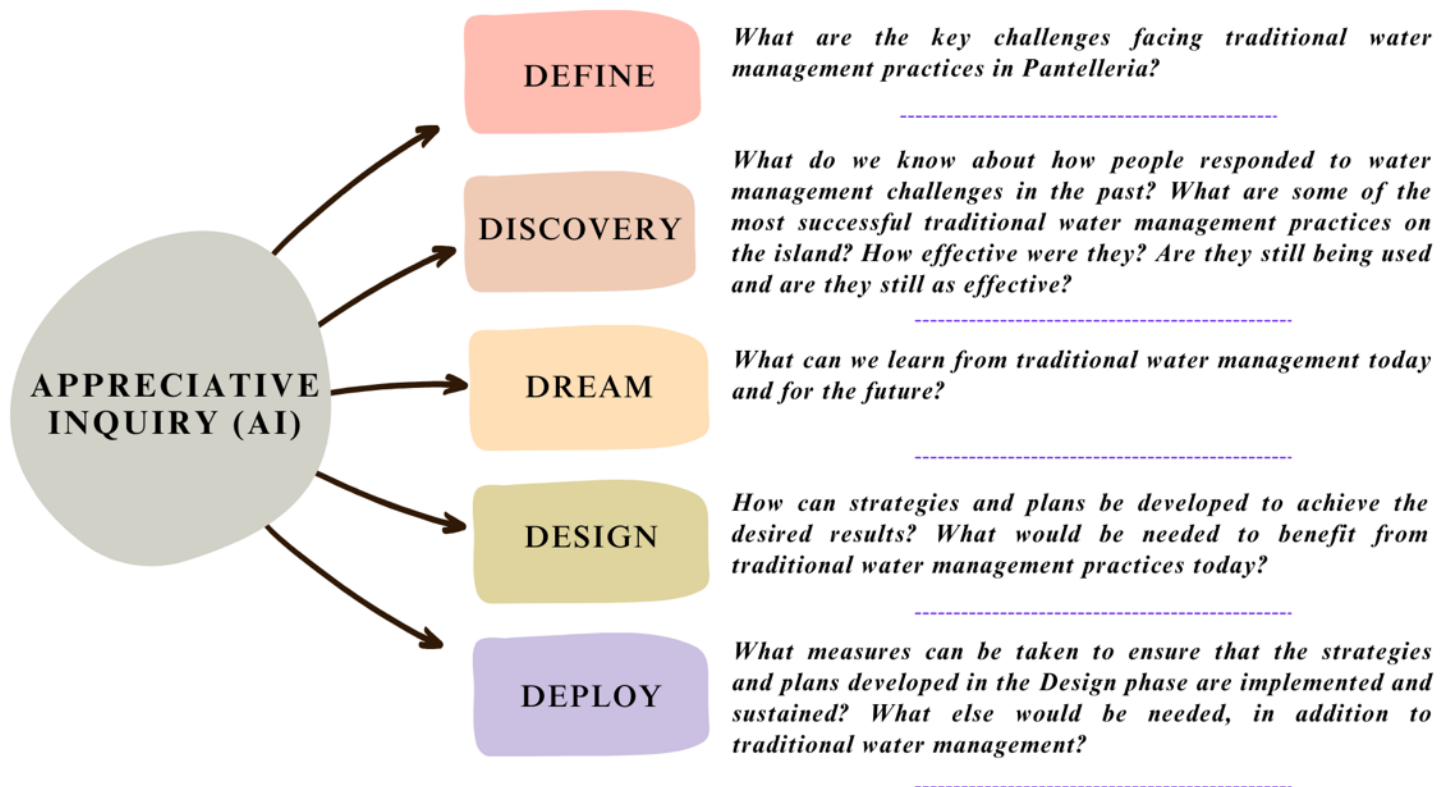 APPRECIATIVE
INQUIRY (AI)
DEFINE
What are the key challenges facing traditional water
management practices in Pantelleria?
DISCOVERY
What do we know about how people responded to water
management challenges in the past? What are some of the
most successful traditional water management practices on
the island? How effective were they? Are they still being used
and are they still as effective?
DREAM
What can we learn from traditional water management today
and for the future?
DESIGN
How can strategies and plans be developed to achieve the
desired results? What would be needed to benefit from
traditional water management practices today?
DEPLOY
What measures can be taken to ensure that the strategies
and plans developed in the Design phase are implemented and
sustained? What else would be needed, in addition to
traditional water management?